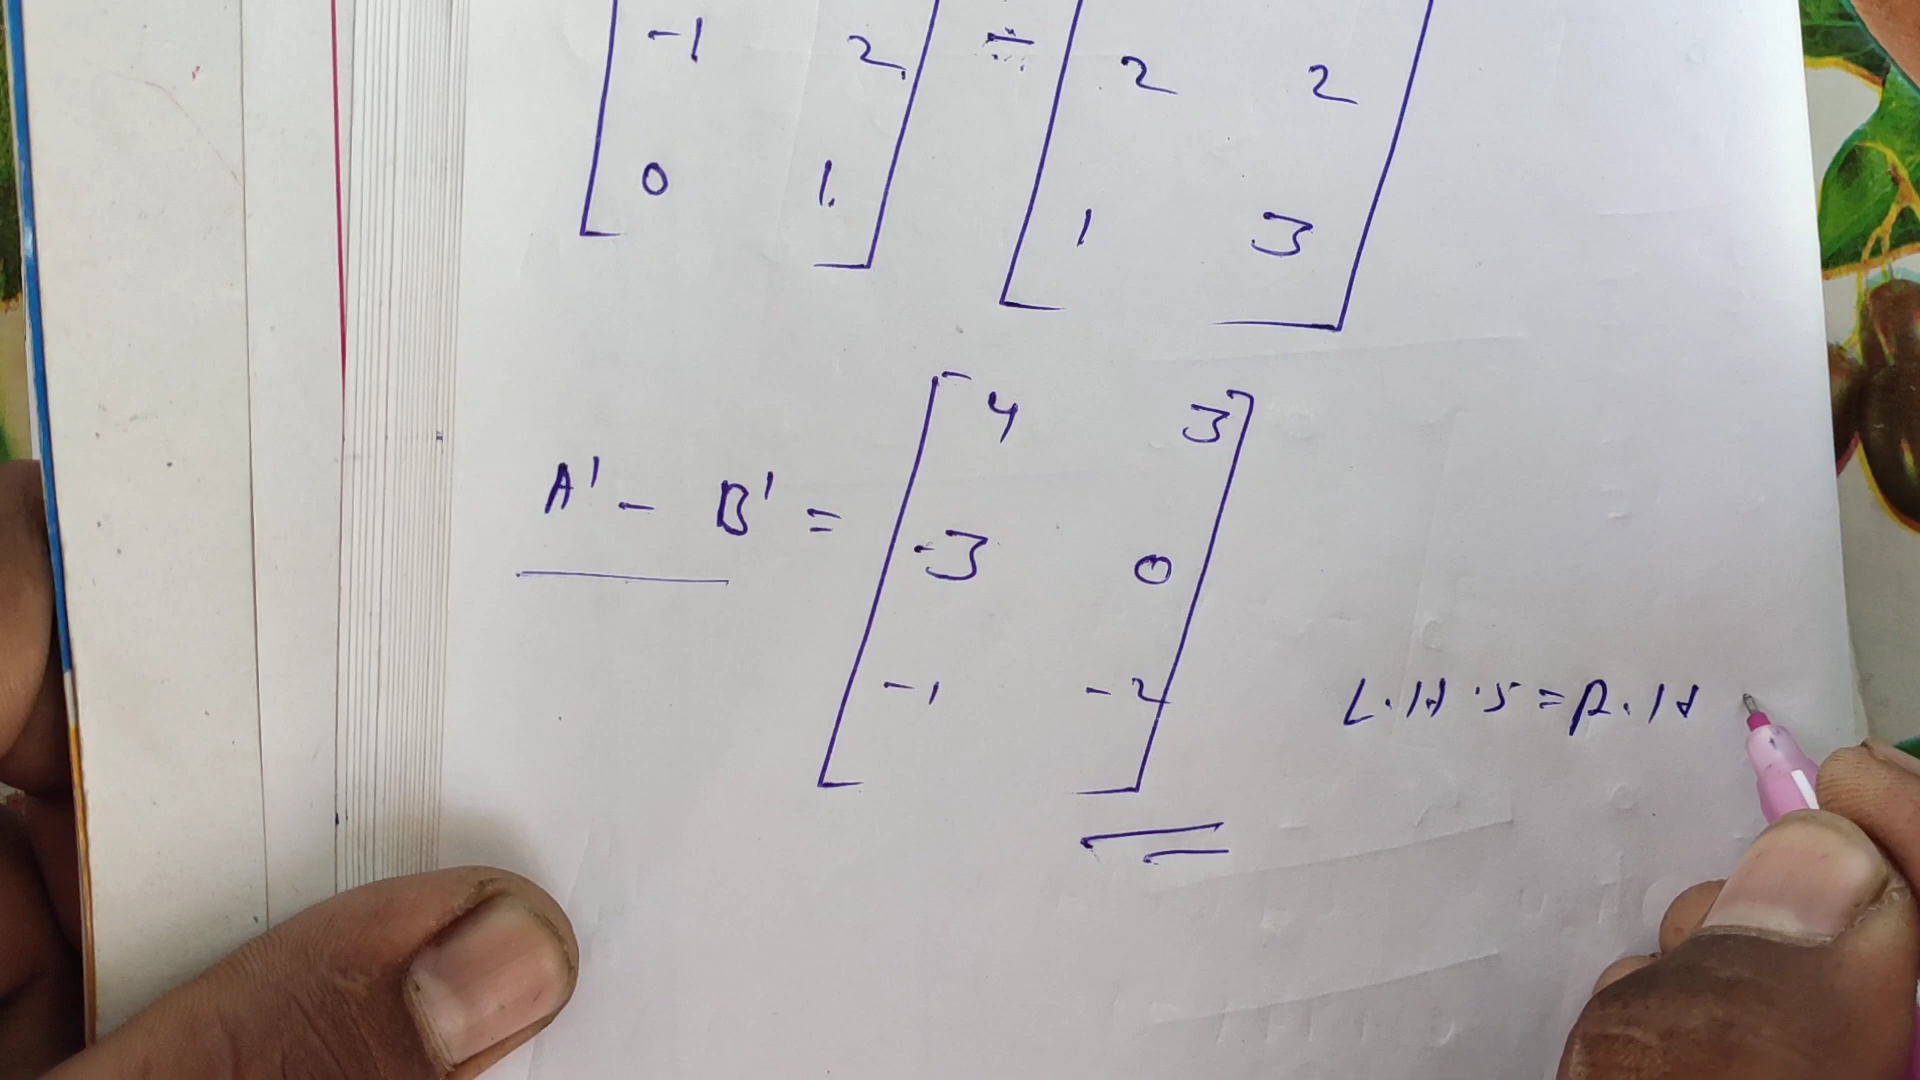 -1 2 - 2 2
0 1 1 3
4 3
A' - B' = -3 0
-1 -2 L.H.S = R.H